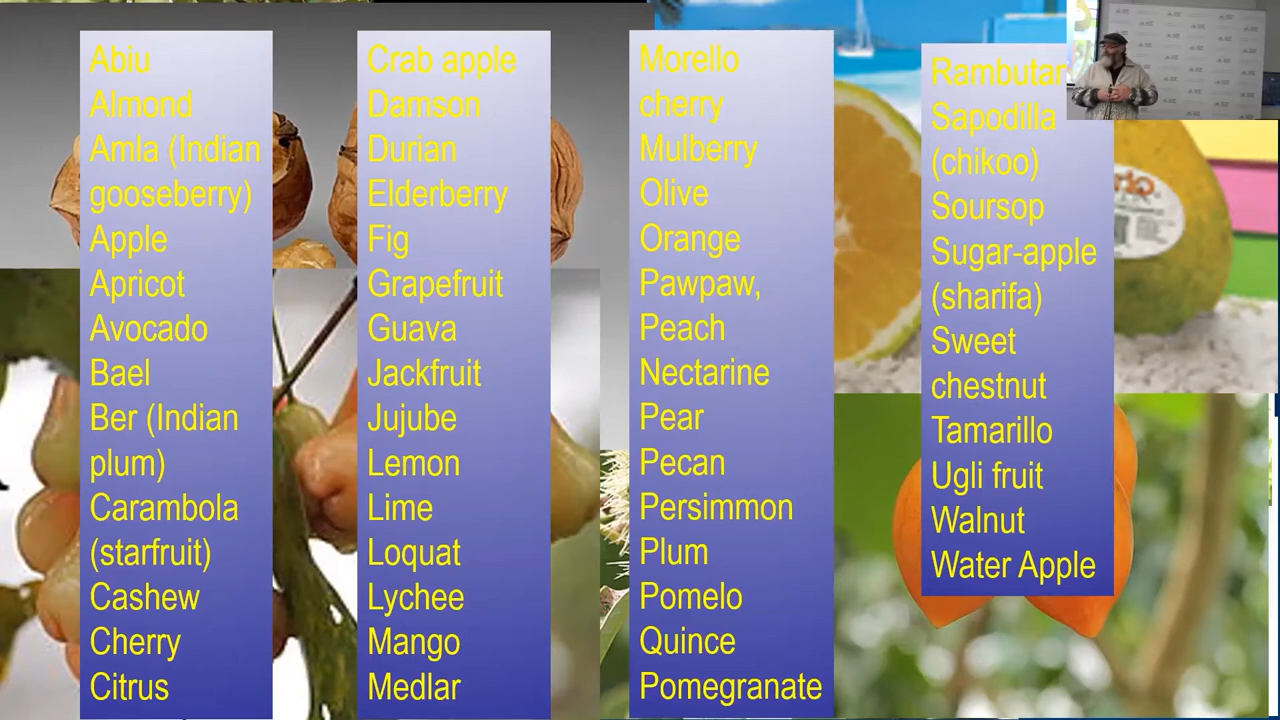 Abiu
Almond
Amla (Indian
gooseberry)
Apple
Apricot
Avocado
Bael
Ber (Indian
plum)
Carambola
(starfruit)
Cashew
Cherry
Citrus
Crab apple
Damson
Durian
Elderberry
Fig
Grapefruit
Guava
Jackfruit
Jujube
Lemon
Lime
Loquat
Lychee
Mango
Medlar
Morello
cherry
Mulberry
Olive
Orange
Pawpaw,
Peach
Nectarine
Pear
Pecan
Persimmon
Plum
Pomelo
Quince
Pomegranate
Rambutan
Sapodilla
(chikoo)
Soursop
Sugar-apple
(sharifa)
Sweet
chestnut
Tamarillo
Ugli fruit
Walnut
Water Apple